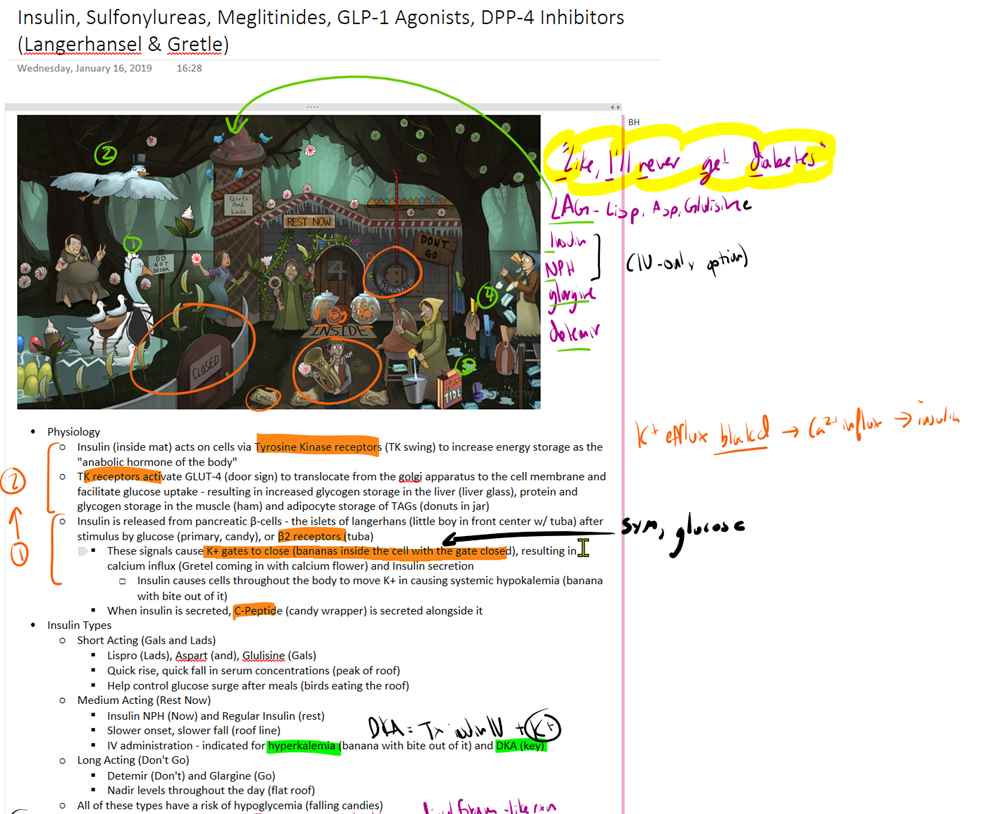 Insulin, Sulfonylureas, Meglitinides, GLP-1 Agonists, DPP-4 Inhibitors
(Langerhansel & Gretle)
Wednesday, January 16, 2019 16:28
BH
"Like, I'll never get diabetes"
LAG - Lisp, Asp, Glulisine
Insulin
NPH
glargine
Detemir
(IV-only option)
②
①
④
Gals
And
Lads
REST NOW
DON'T
GO
DO
NOT
DRINK
4
INSIDE
CLOSED
TIDE
K+ efflux → Ca2+ influx → insulin
• Physiology
○ Insulin (inside mat) acts on cells via Tyrosine Kinase receptors (TK swing) to increase energy storage as the
"anabolic hormone of the body"
○ TK receptors activate GLUT-4 (door sign) to translocate from the golgi apparatus to the cell membrane and
facilitate glucose uptake - resulting in increased glycogen storage in the liver (liver glass), protein and
glycogen storage in the muscle (ham) and adipocyte storage of TAGs (donuts in jar)
②
①
○ Insulin is released from pancreatic β-cells - the islets of langerhans (little boy in front center w/ tuba) after
stimulus by glucose (primary, candy), or β2 receptors (tuba)
Sym, glucose
▪ These signals cause K+ gates to close (bananas inside the cell with the gate closed), resulting in
calcium influx (Gretel coming in with calcium flower) and Insulin secretion
□ Insulin causes cells throughout the body to move K+ in causing systemic hypokalemia (banana
with bite out of it)
▪ When insulin is secreted, C-Peptide (candy wrapper) is secreted alongside it
• Insulin Types
○ Short Acting (Gals and Lads)
▪ Lispro (Lads), Aspart (and), Glulisine (Gals)
▪ Quick rise, quick fall in serum concentrations (peak of roof)
▪ Help control glucose surge after meals (birds eating the roof)
○ Medium Acting (Rest Now)
▪ Insulin NPH (Now) and Regular Insulin (rest)
▪ Slower onset, slower fall (roof line)
DKA = Tx insulin IV + K+
▪ IV administration - indicated for hyperkalemia (banana with bite out of it) and DKA (key)
○ Long Acting (Don't Go)
▪ Detemir (Don't) and Glargine (Go)
▪ Nadir levels throughout the day (flat roof)
○ All of these types have a risk of hypoglycemia (falling candies)